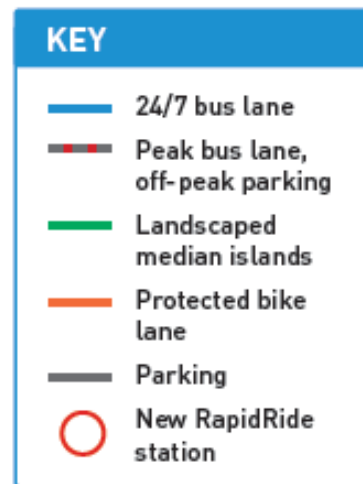 KEY
24/7 bus lane
Peak bus lane,
off-peak parking
Landscaped
median islands
Protected bike
lane
Parking
New RapidRide
station